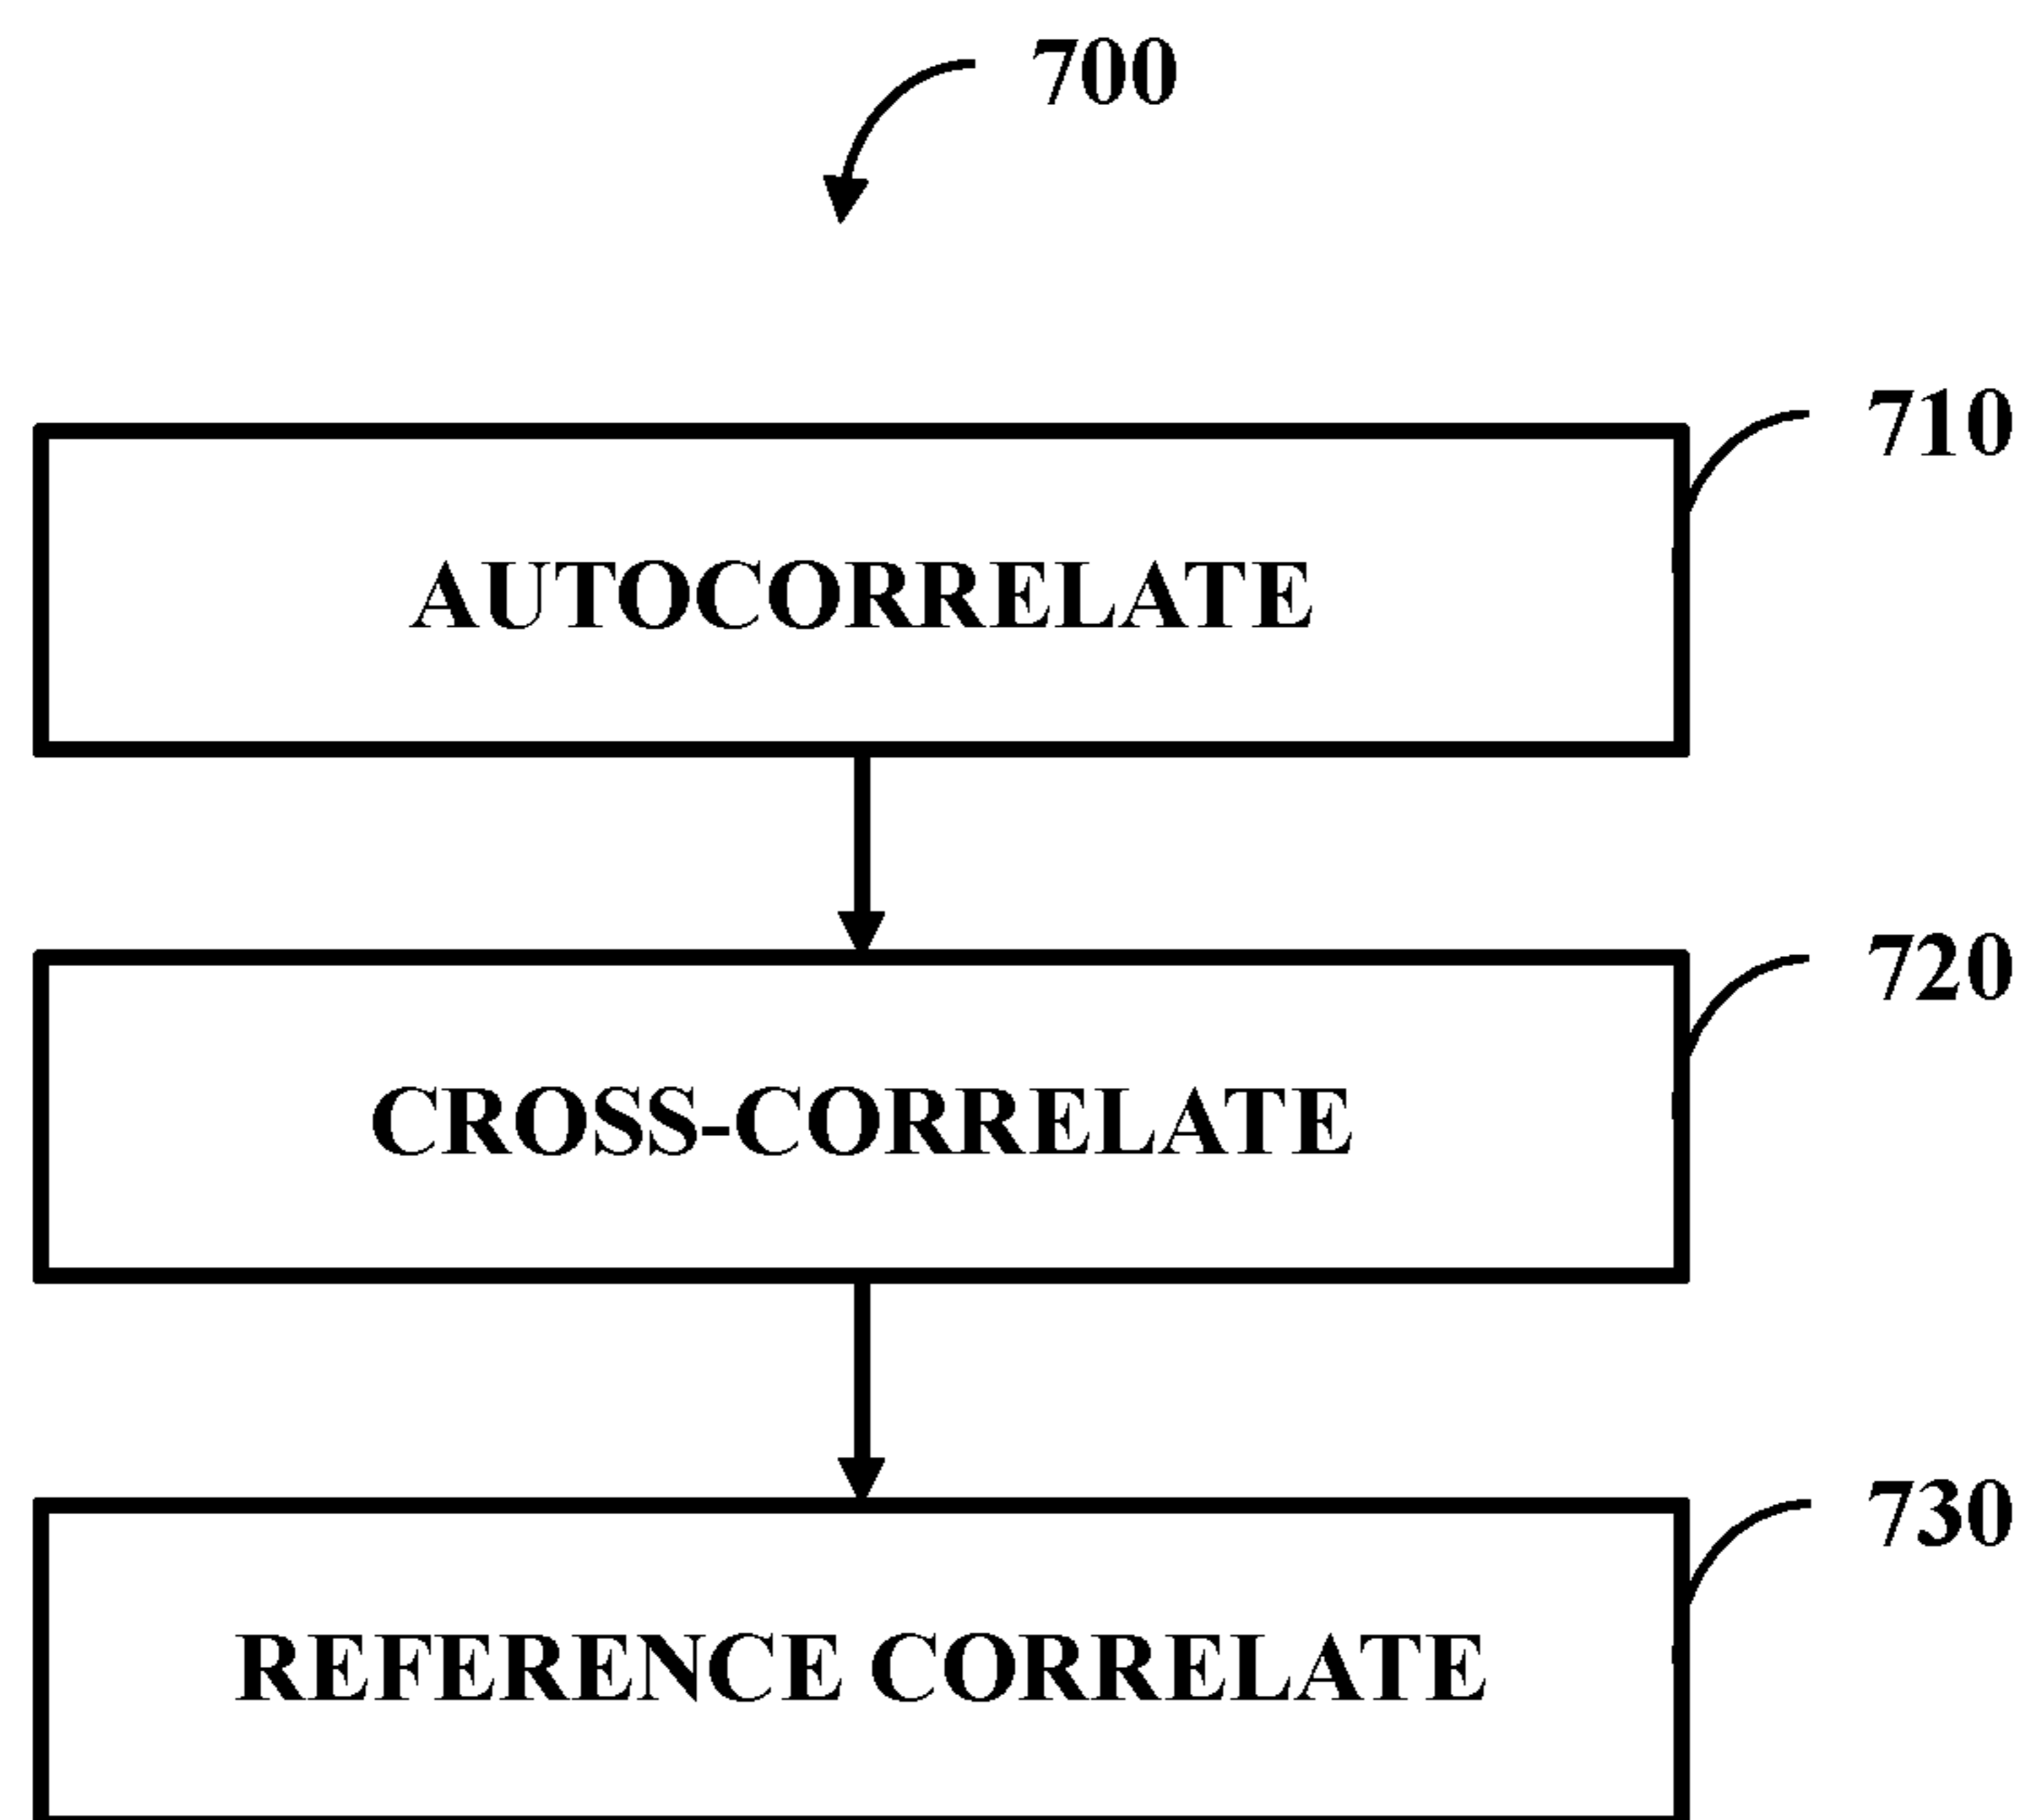 700
710
AUTOCORRELATE
720
CROSS-CORRELATE
730
REFERENCE CORRELATE